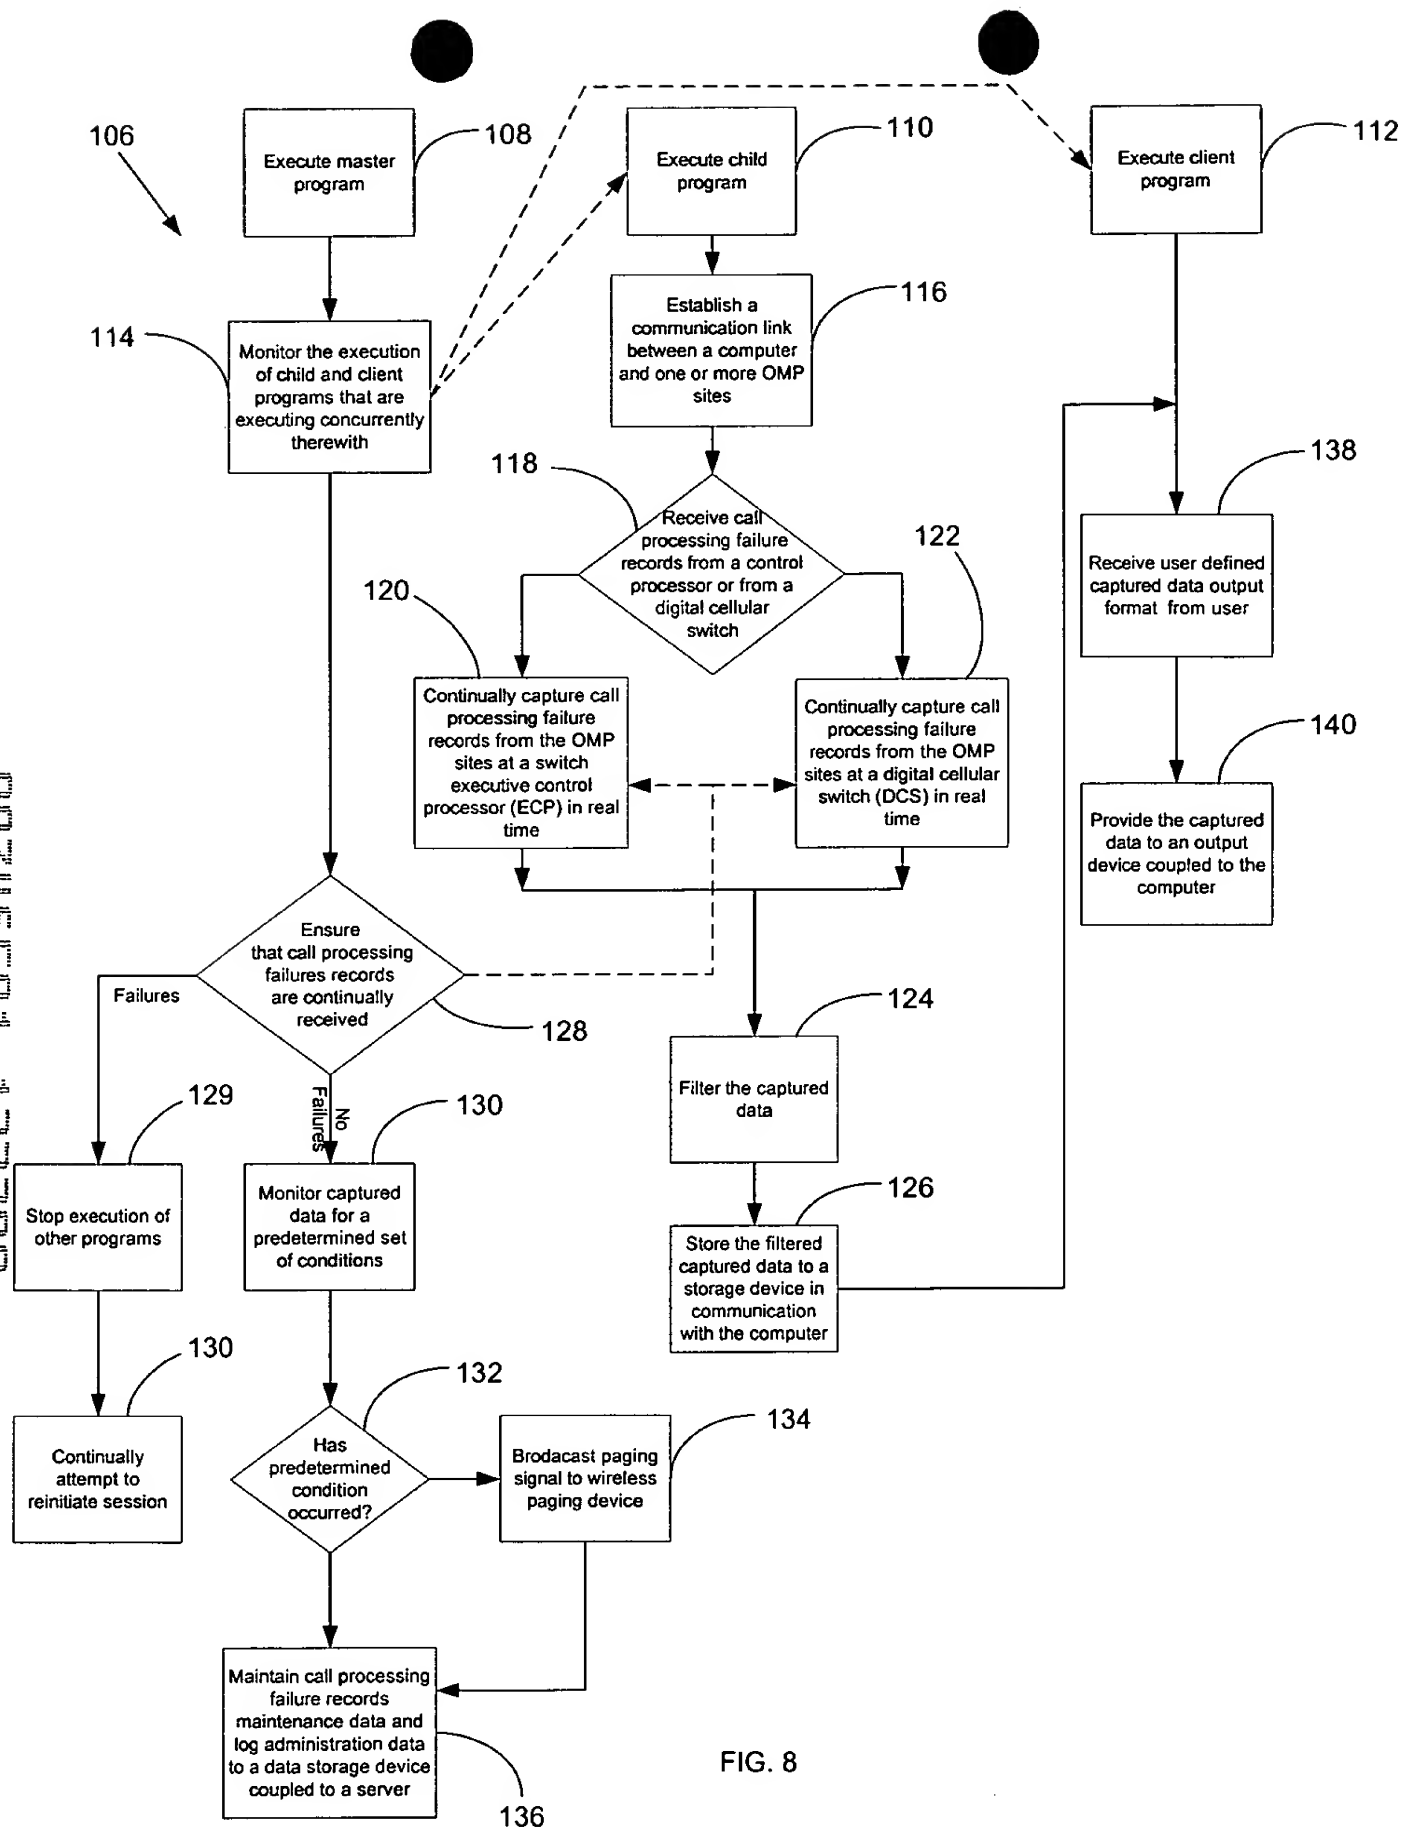 106
Execute master
program
108
Execute child
program
110
Execute client
program
112
114
Monitor the execution
of child and client
programs that are
executing concurrently
therewith
Establish a
communication link
between a computer
and one or more OMP
sites
116
118
Receive call
processing failure
records from a control
processor or from a
digital cellular
switch
120
Continually capture call
processing failure
records from the OMP
sites at a switch
executive control
processor (ECP) in real
time
122
Continually capture call
processing failure
records from the OMP
sites at a digital cellular
switch (DCS) in real
time
138
Receive user defined
captured data output
format from user
140
Provide the captured
data to an output
device coupled to the
computer
Ensure
that call processing
failures records
are continually
received
128
Failures
No
Failures
124
Filter the captured
data
126
Store the filtered
captured data to a
storage device in
communication
with the computer
129
Stop execution of
other programs
130
Monitor captured
data for a
predetermined set
of conditions
130
Continually
attempt to
reinitiate session
132
Has
predetermined
condition
occurred?
134
Brodacast paging
signal to wireless
paging device
Maintain call processing
failure records
maintenance data and
log administration data
to a data storage device
coupled to a server
136
FIG. 8